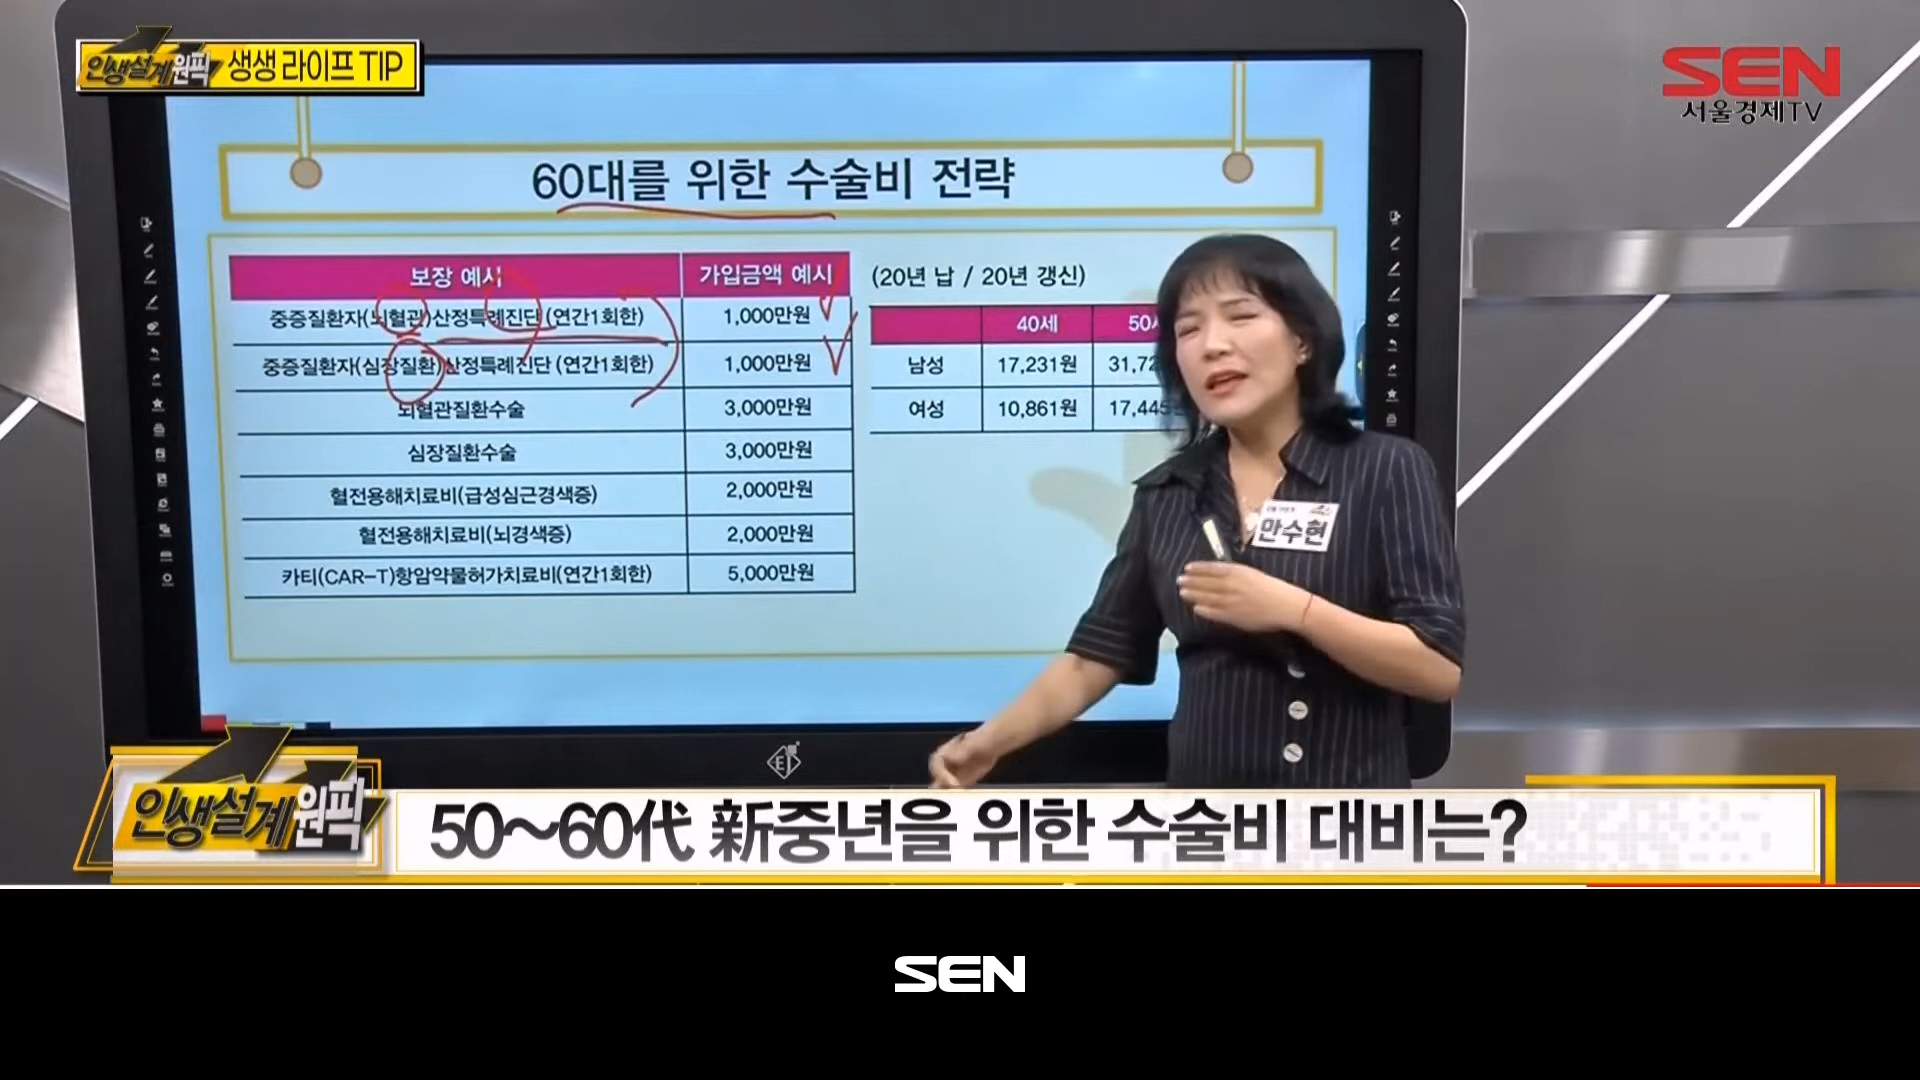 인생설계원픽 생생 라이프 TIP
SEN
서울경제TV
60대를 위한 수술비 전략
보장 예시 가입금액 예시
중증질환자(뇌혈관)산정특례진단 (연간1회한) 1,000만원
중증질환자(심장질환)산정특례진단 (연간1회한) 1,000만원
뇌혈관질환수술 3,000만원
심장질환수술 3,000만원
혈전용해치료비(급성심근경색증) 2,000만원
혈전용해치료비(뇌경색증) 2,000만원
카티(CAR-T)항암약물허가치료비(연간1회한) 5,000만원
(20년 납 / 20년 갱신)
40세
남성 17,231원
여성 10,861원 17,445
안수현
인생설계원픽
50~60代 新중년을 위한 수술비 대비는?
SEN